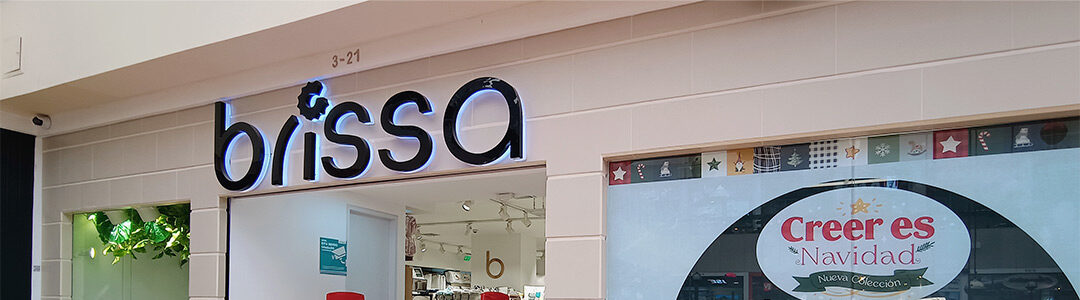 3-21
brissa
b
Creer es
Navidad
Nueva Colección